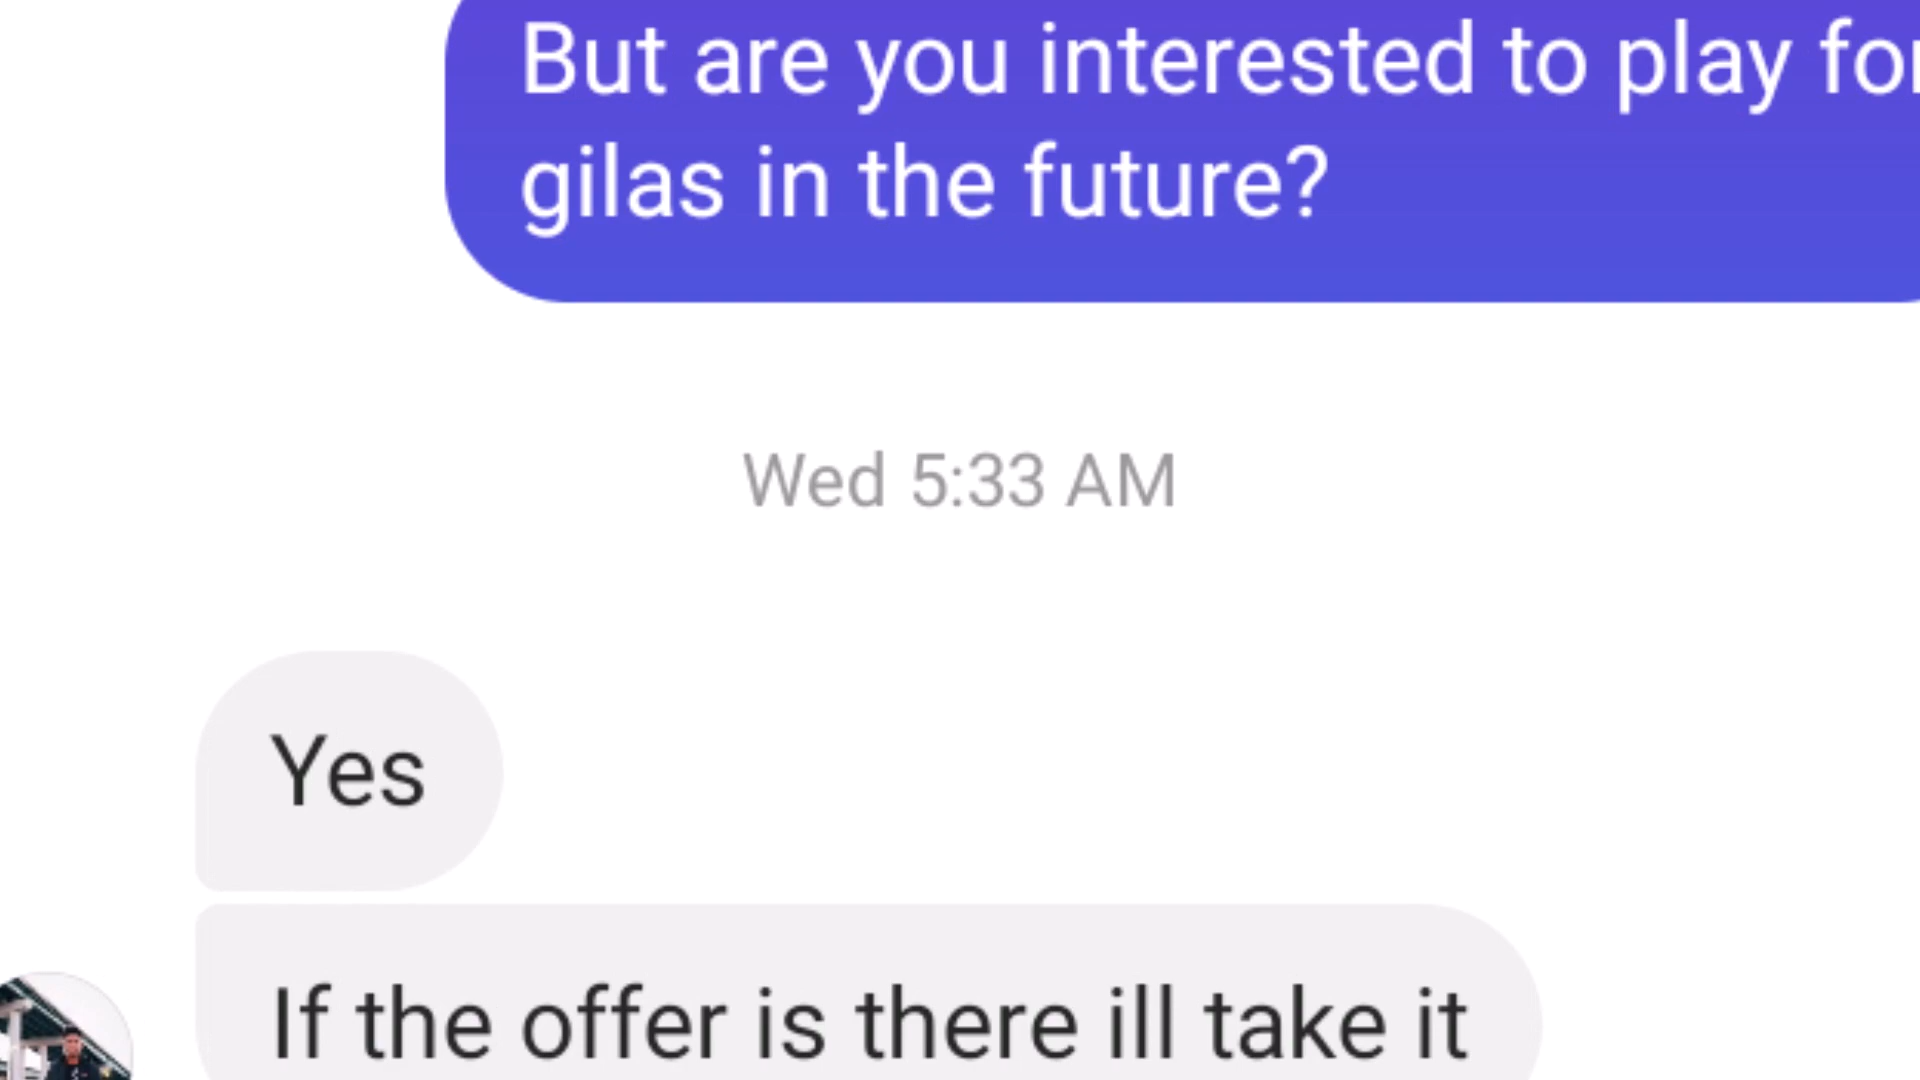 But are you interested to play for
gilas in the future?
Wed 5:33 AM
Yes
If the offer is there ill take it